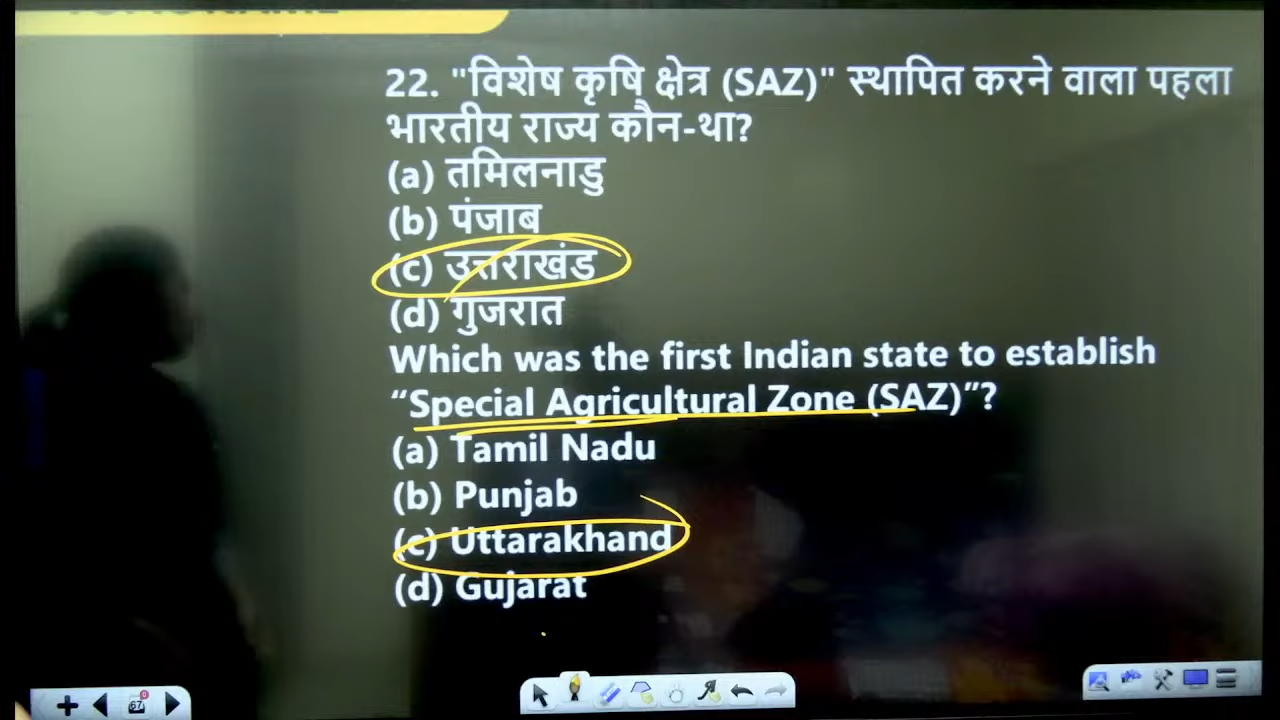 22. "विशेष कृषि क्षेत्र (SAZ)" स्थापित करने वाला पहला
भारतीय राज्य कौन-था?
(a) तमिलनाडु
(b) पंजाब
(c) उत्तराखंड
(d) गुजरात
Which was the first Indian state to establish
“Special Agricultural Zone (SAZ)”?
(a) Tamil Nadu
(b) Punjab
(c) Uttarakhand
(d) Gujarat
67